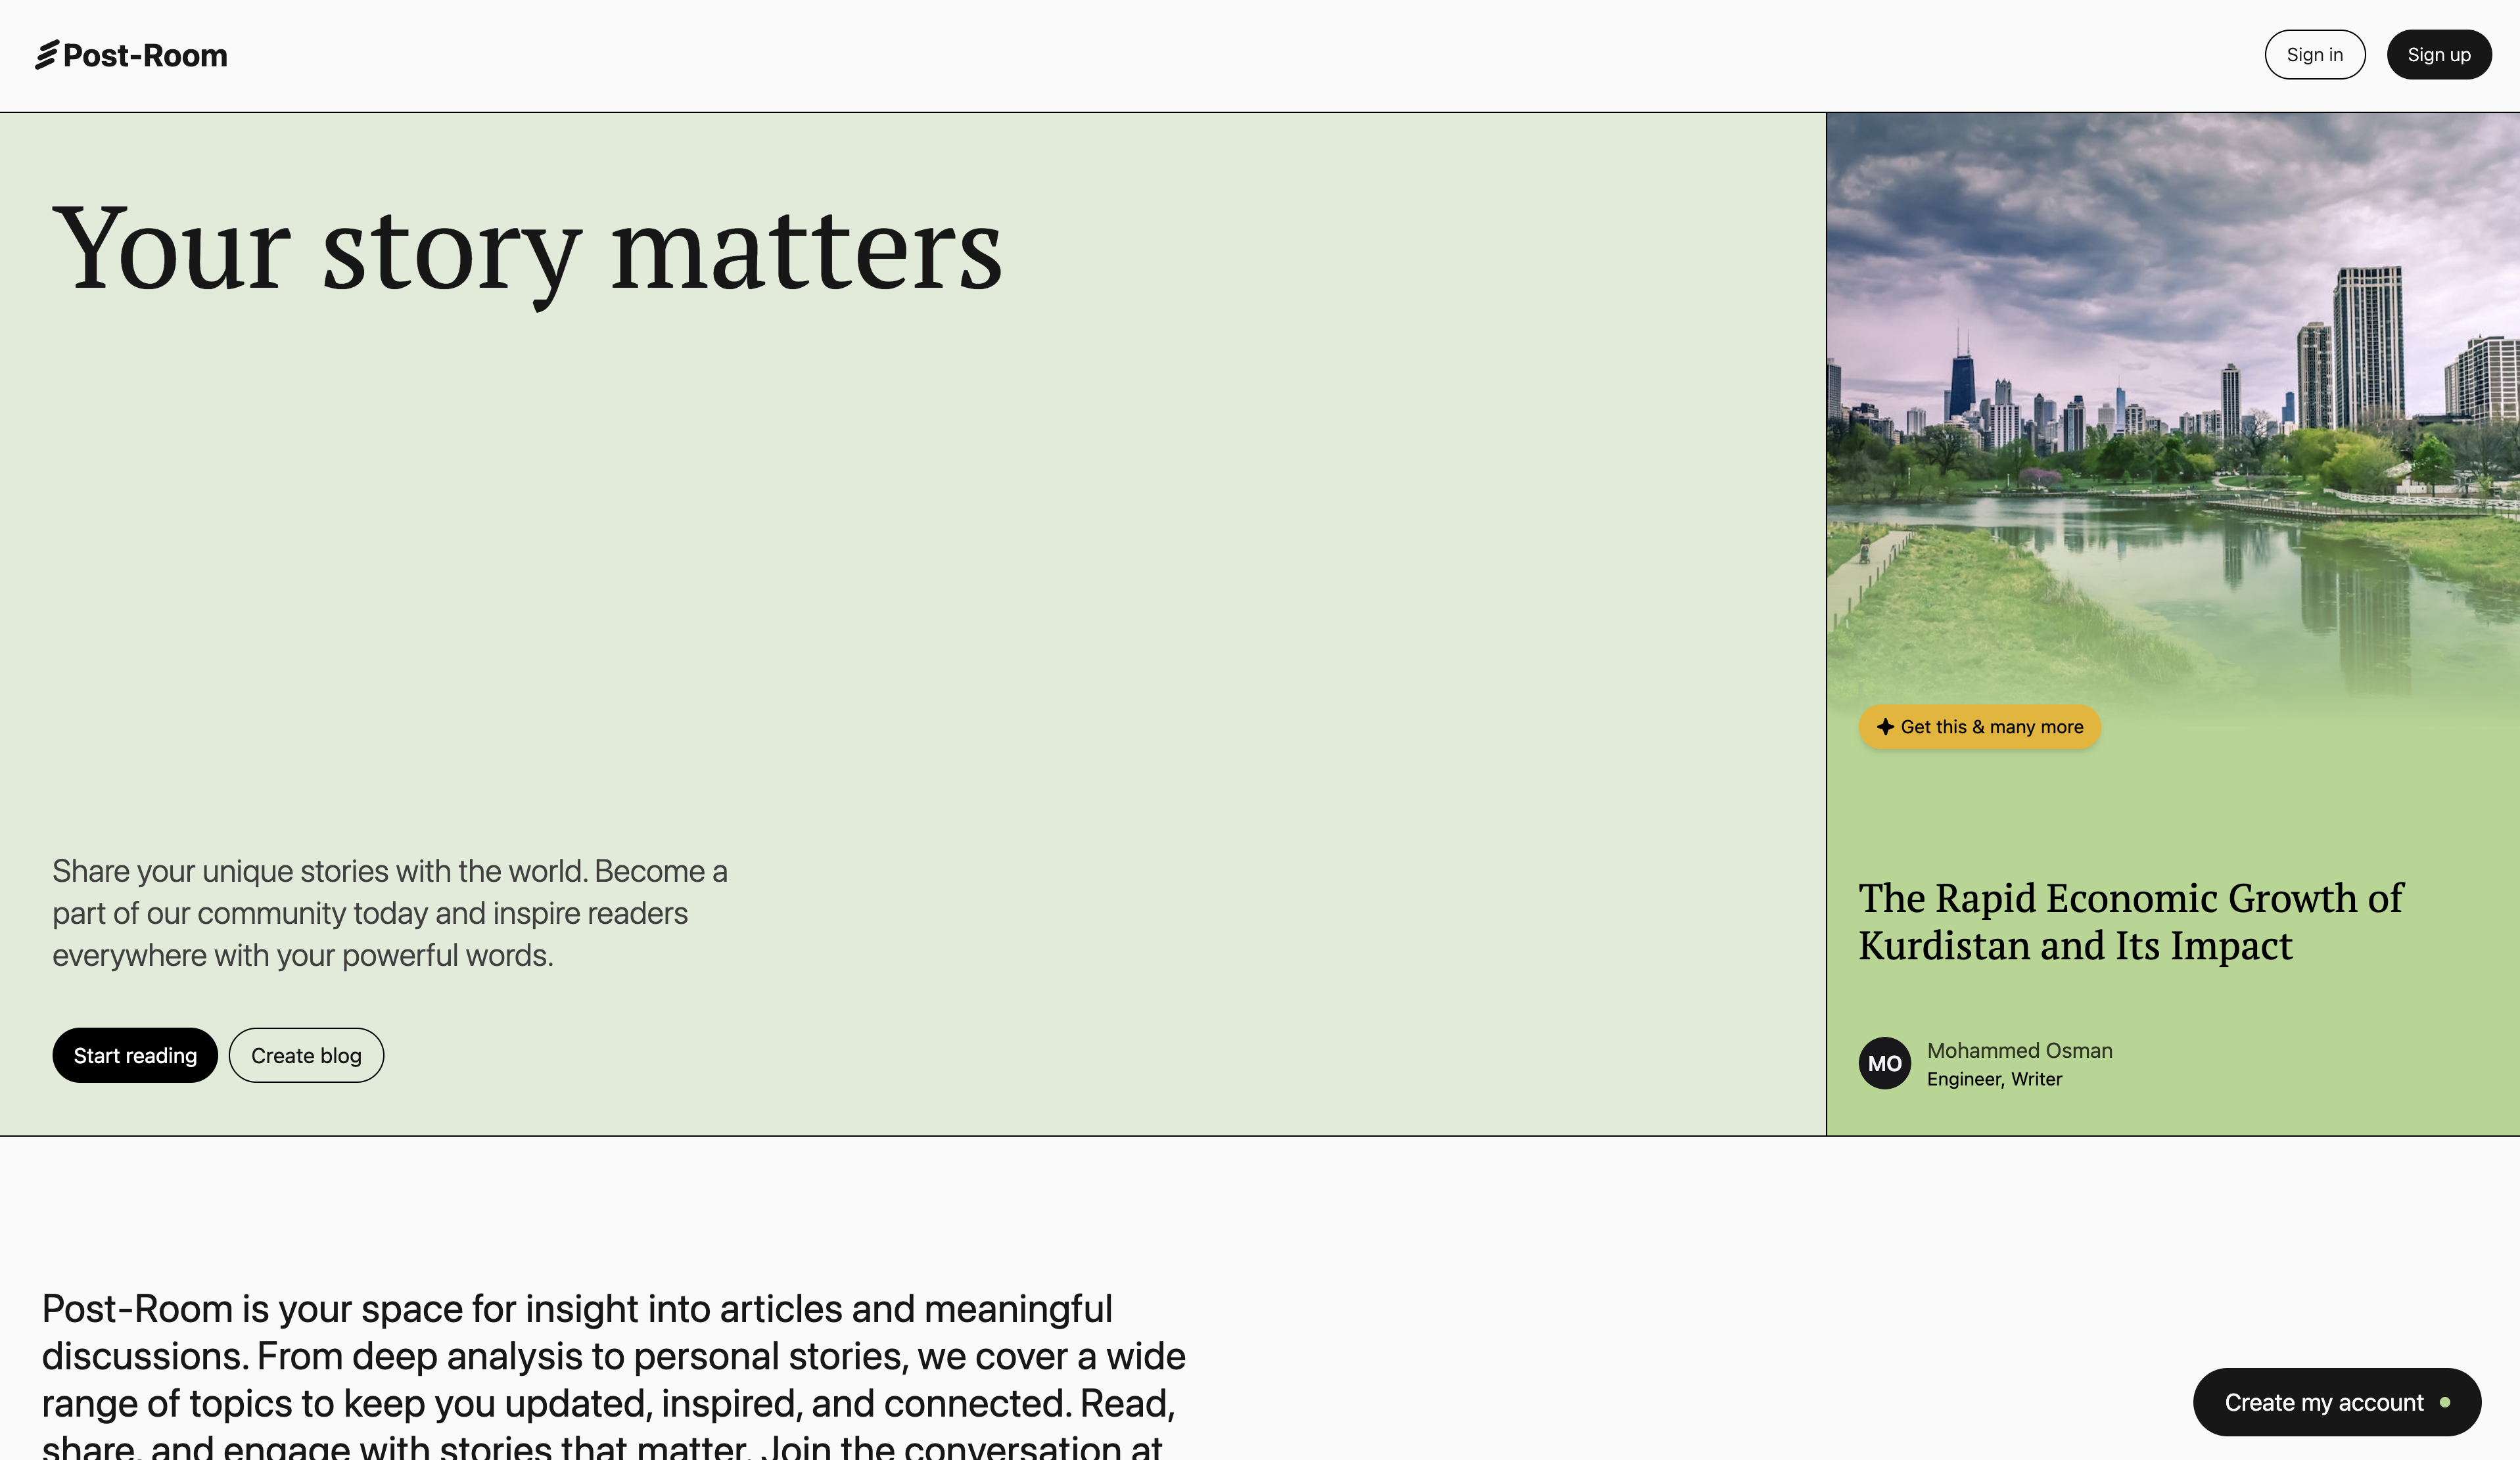 Post-Room
Sign in
Sign up
Your story matters
Share your unique stories with the world. Become a
part of our community today and inspire readers
everywhere with your powerful words.
Start reading
Create blog
Get this & many more
The Rapid Economic Growth of
Kurdistan and Its Impact
MO
Mohammed Osman
Engineer, Writer
Post-Room is your space for insight into articles and meaningful
discussions. From deep analysis to personal stories, we cover a wide
range of topics to keep you updated, inspired, and connected. Read,
share, and engage with stories that matter. Join the conversation at
Create my account